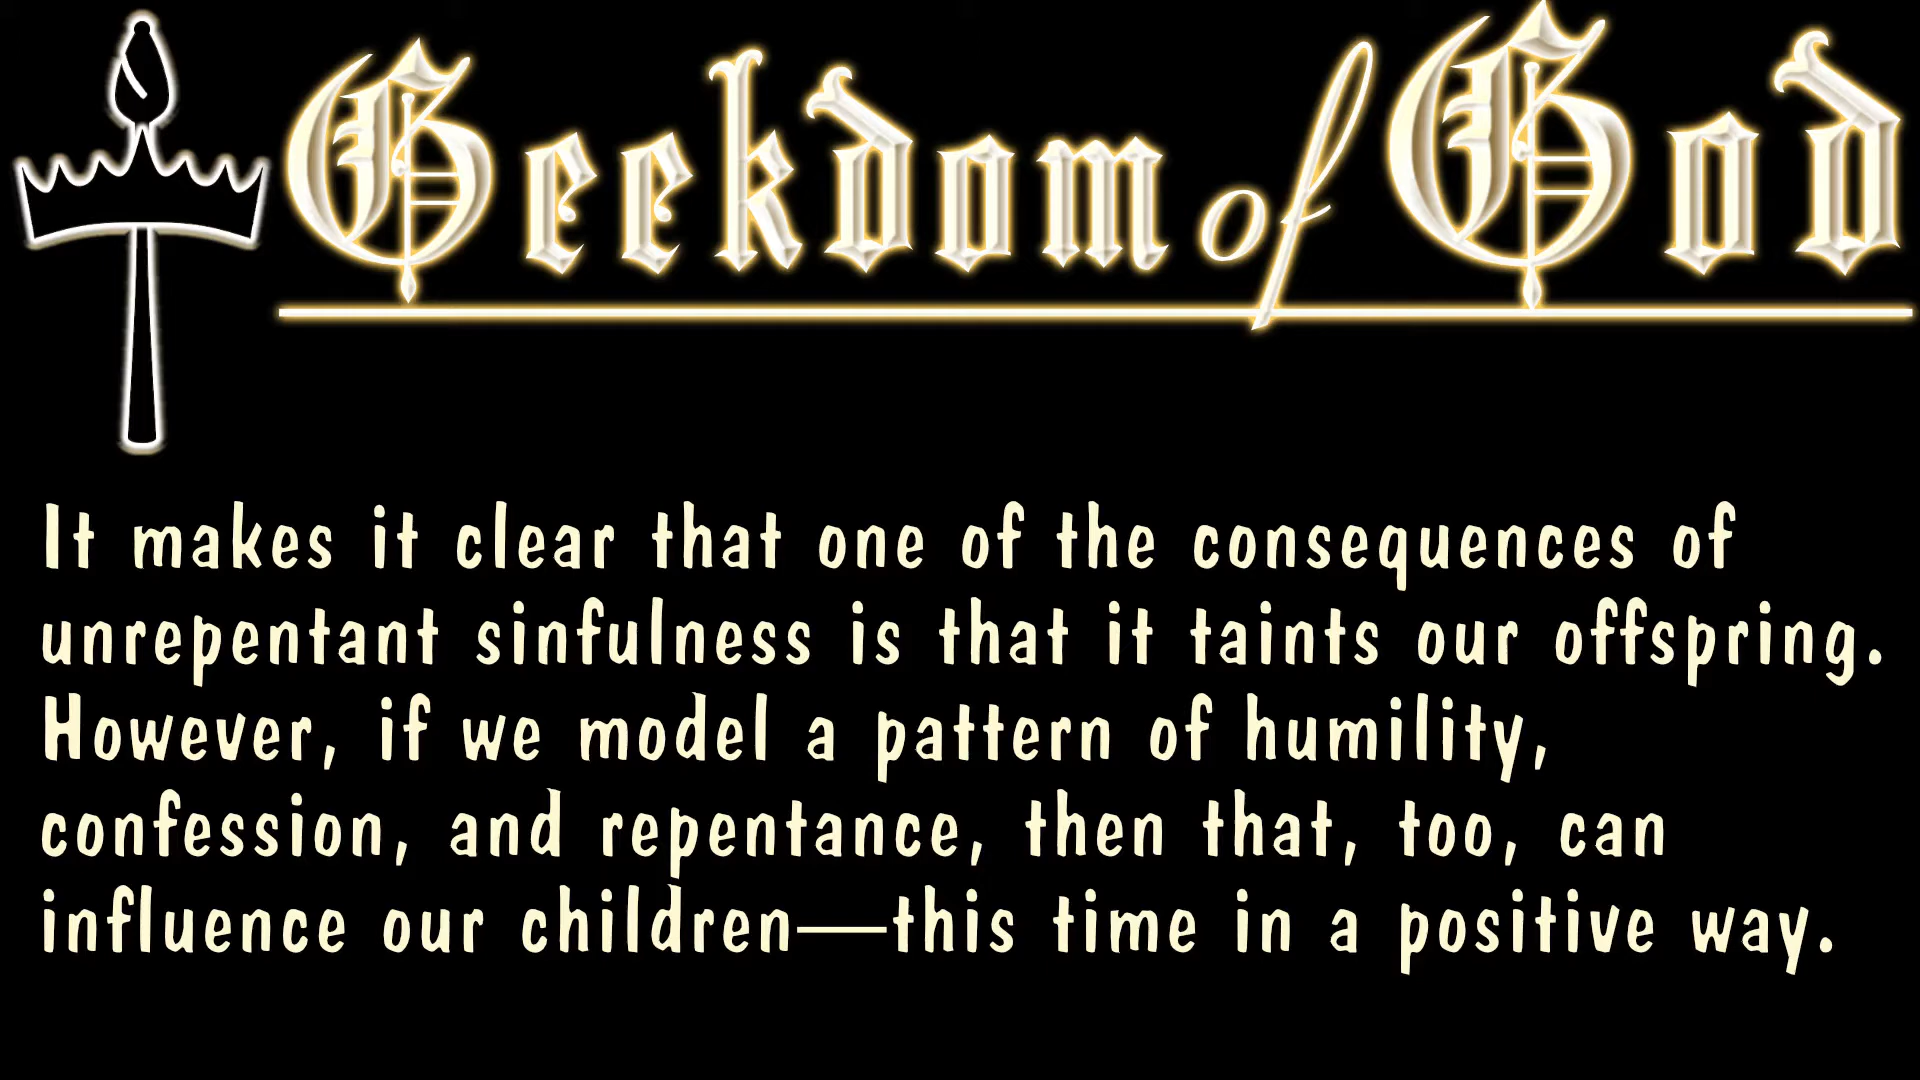 Geekdom of God
It makes it clear that one of the consequences of
unrepentant sinfulness is that it taints our offspring.
However, if we model a pattern of humility,
confession, and repentance, then that, too, can
influence our children—this time in a positive way.